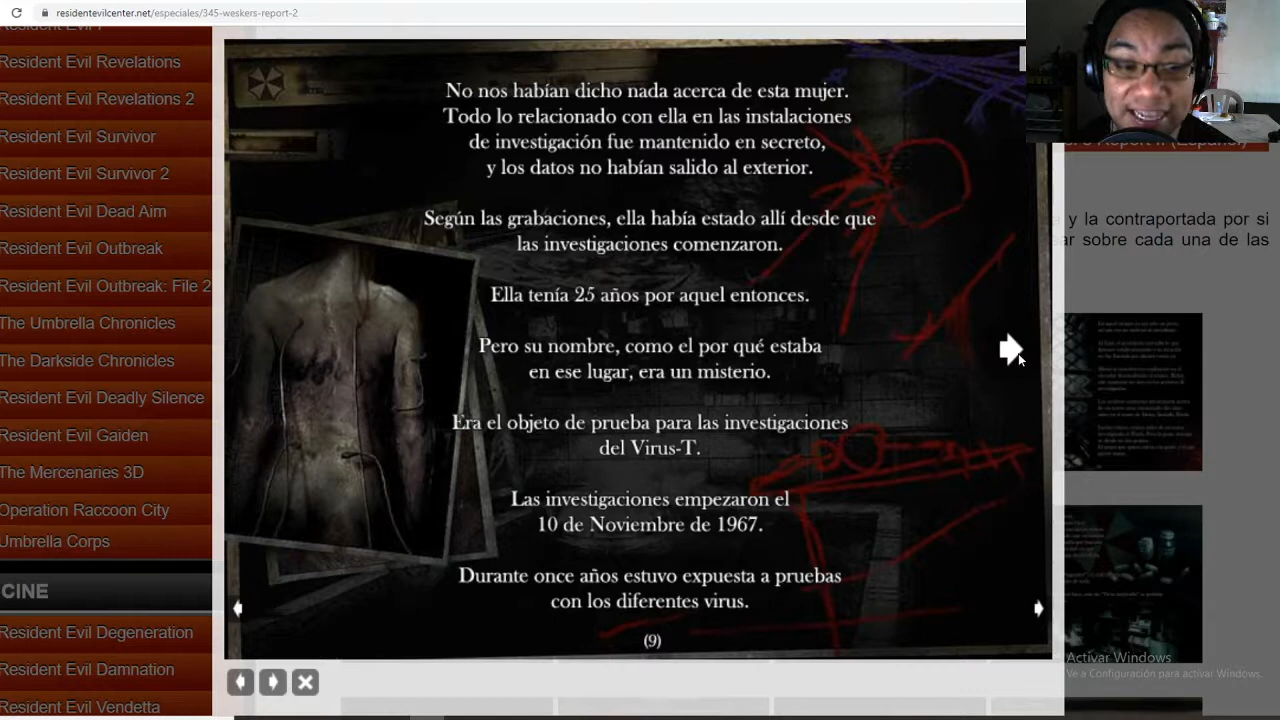 residentevilcenter.net/especiales/345-weskers-report-2
Resident Evil Revelations
Resident Evil Revelations 2
Resident Evil Survivor
Resident Evil Survivor 2
Resident Evil Dead Aim
Resident Evil Outbreak
Resident Evil Outbreak: File 2
The Umbrella Chronicles
The Darkside Chronicles
Resident Evil Deadly Silence
Resident Evil Gaiden
The Mercenaries 3D
Operation Raccoon City
Umbrella Corps
CINE
Resident Evil Degeneration
Resident Evil Damnation
Resident Evil Vendetta
No nos habían dicho nada acerca de esta mujer.
Todo lo relacionado con ella en las instalaciones
de investigación fue mantenido en secreto,
y los datos no habían salido al exterior.
Según las grabaciones, ella había estado allí desde que
las investigaciones comenzaron.
Ella tenía 25 años por aquel entonces.
Pero su nombre, como el por qué estaba
en ese lugar, era un misterio.
Era el objeto de prueba para las investigaciones
del Virus-T.
Las investigaciones empezaron el
10 de Noviembre de 1967.
Durante once años estuvo expuesta a pruebas
con los diferentes virus.
(9)
y la contraportada por si
sobre cada una de las
Activar Windows
Ve a Configuración para activar Windows.